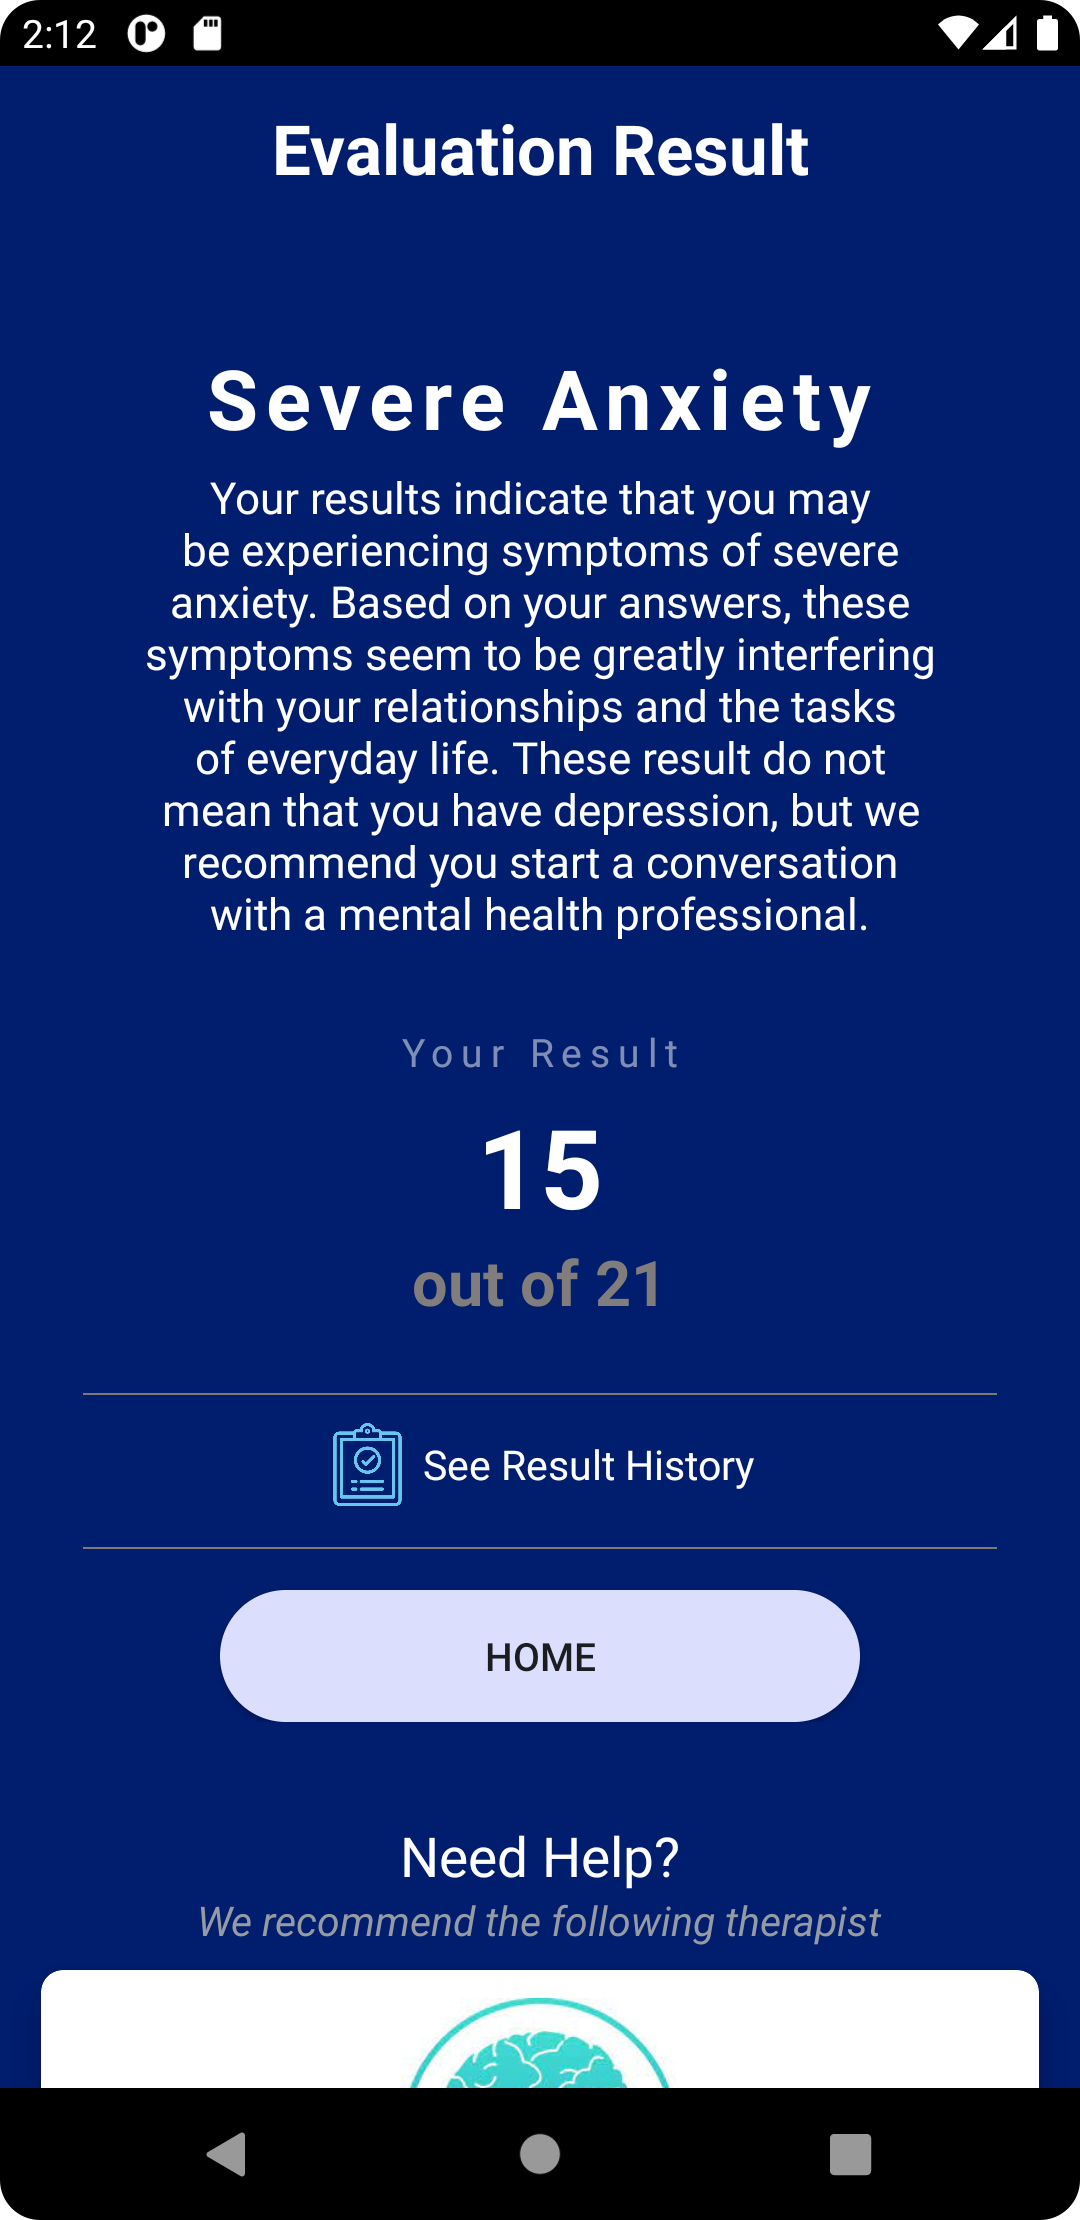 2:12
Evaluation Result
Severe Anxiety
Your results indicate that you may
be experiencing symptoms of severe
anxiety. Based on your answers, these
symptoms seem to be greatly interfering
with your relationships and the tasks
of everyday life. These result do not
mean that you have depression, but we
recommend you start a conversation
with a mental health professional.
Your Result
15
out of 21
See Result History
HOME
Need Help?
We recommend the following therapist